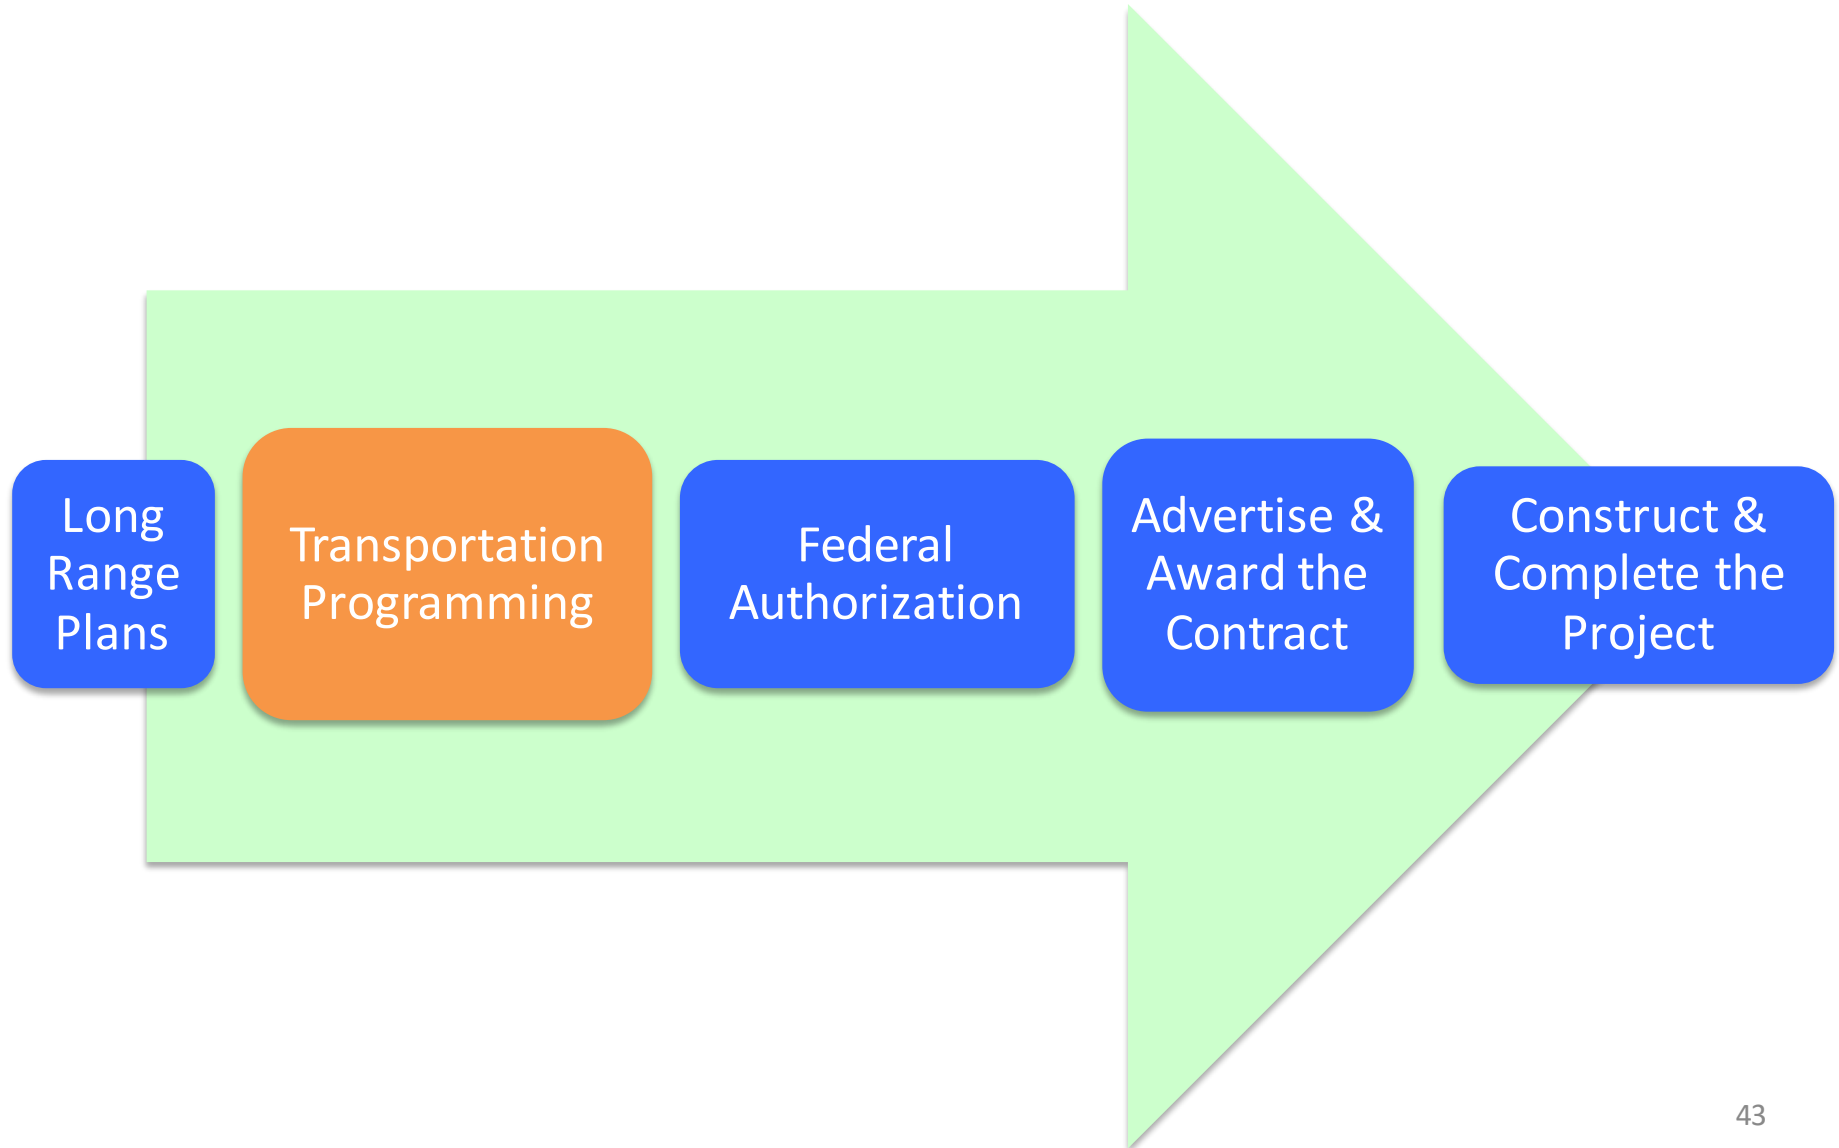 Long
Range
Plans
Transportation
Programming
Federal
Authorization
Advertise &
Award the
Contract
Construct &
Complete the
Project
43